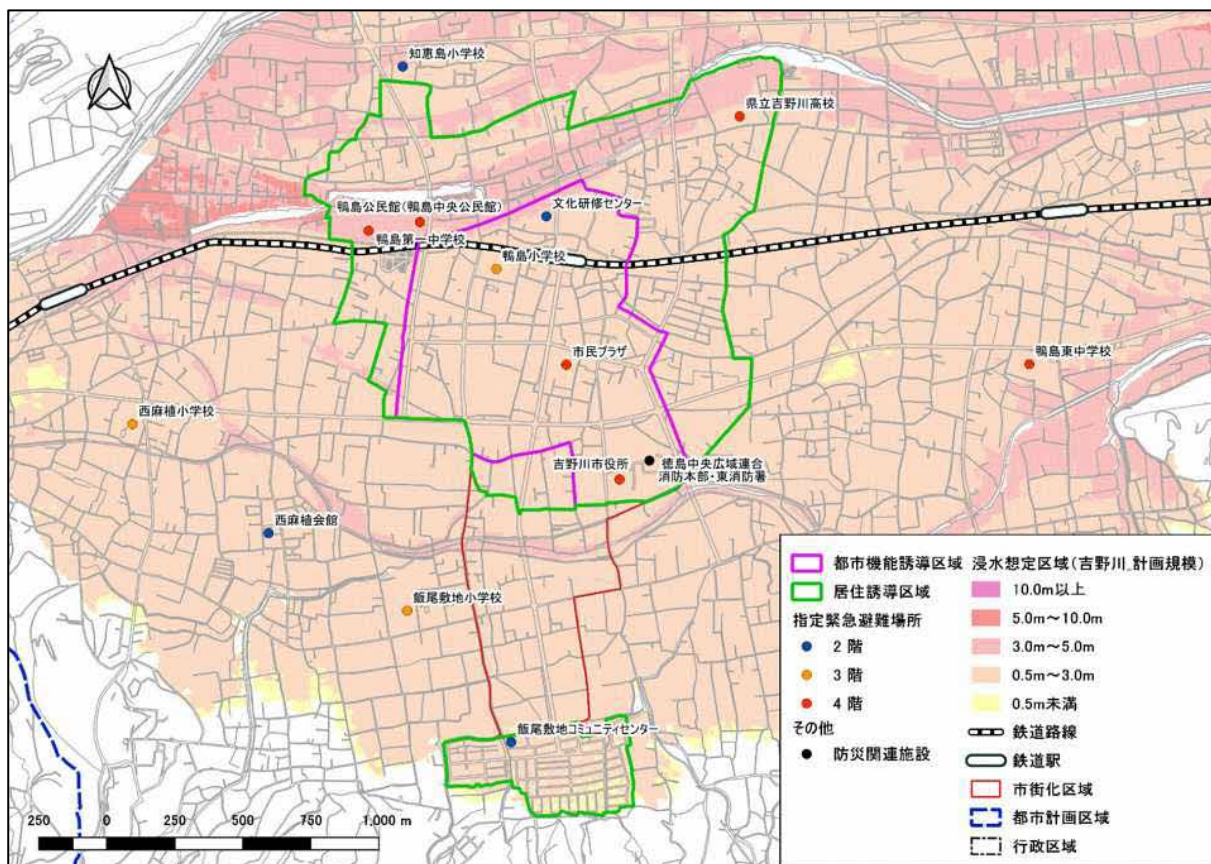 知恵島小学校
県立吉野川高校
鴨島公民館(鴨島中央公民館)
文化研修センター
鴨島第一中学校
鴨島小学校
市民プラザ
鴨島東中学校
西麻植小学校
吉野川市役所
徳島中央広域連合
消防本部・東消防署
西麻植会館
飯尾敷地小学校
飯尾敷地コミュニティセンター
250 0 250 500 750 1,000 m
都市機能誘導区域
居住誘導区域
指定緊急避難場所
2階
3階
4階
その他
防災関連施設
浸水想定区域(吉野川_計画規模)
10.0m以上
5.0m~10.0m
3.0m~5.0m
0.5m~3.0m
0.5m未満
鉄道路線
鉄道駅
市街化区域
都市計画区域
行政区域